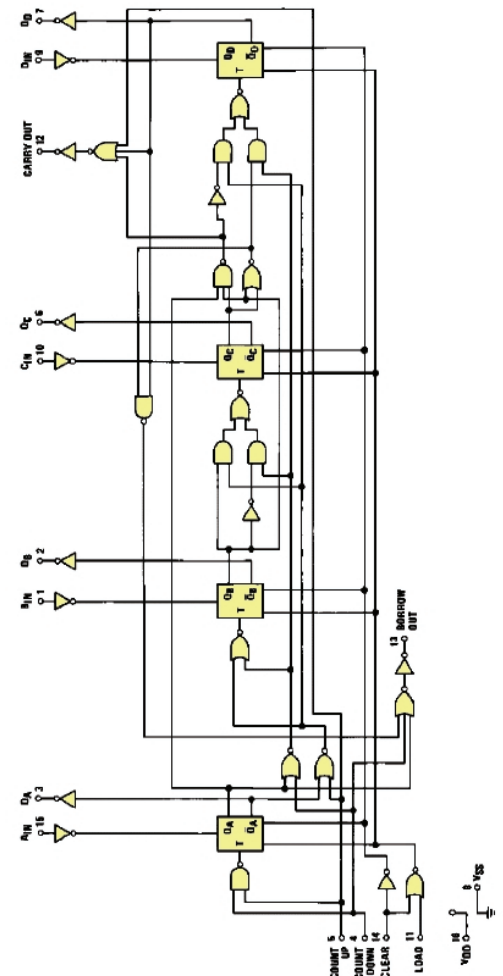 AIN 15
QA 3
BIN 1
QB 2
CIN 10
QC 6
CARRY OUT 12
DIN 9
QD 7
QA
T
Q̄A
QB
T
Q̄B
QC
T
Q̄C
QD
T
Q̄D
COUNT UP 5
COUNT DOWN 4
CLEAR 14
LOAD 11
13 BORROW OUT
VDD 16
8 VSS